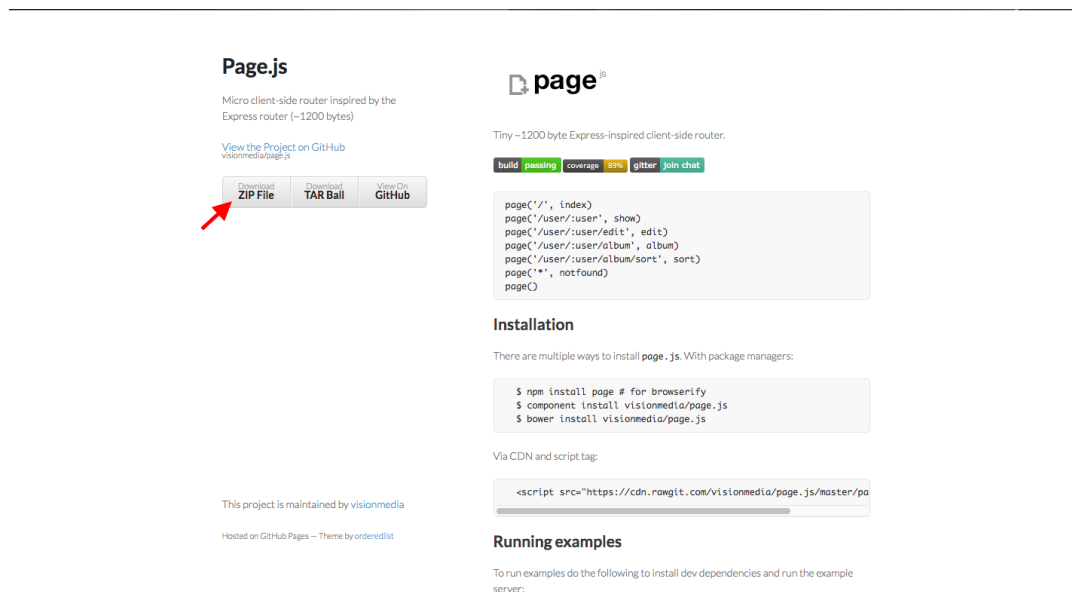 Page.js
Micro client-side router inspired by the
Express router (~1200 bytes)
View the Project on GitHub
visionmedia/page.js
Download
ZIP File
Download
TAR Ball
View On
GitHub
This project is maintained by visionmedia
Hosted on GitHub Pages — Theme by orderedlist
page js
Tiny ~1200 byte Express-inspired client-side router.
build passing coverage 89% gitter join chat
page('/', index)
page('/user/:user', show)
page('/user/:user/edit', edit)
page('/user/:user/album', album)
page('/user/:user/album/sort', sort)
page('*', notfound)
page()
Installation
There are multiple ways to install page.js. With package managers:
$ npm install page # for browserify
$ component install visionmedia/page.js
$ bower install visionmedia/page.js
Via CDN and script tag:
<script src="https://cdn.rawgit.com/visionmedia/page.js/master/pa
Running examples
To run examples do the following to install dev dependencies and run the example
server: